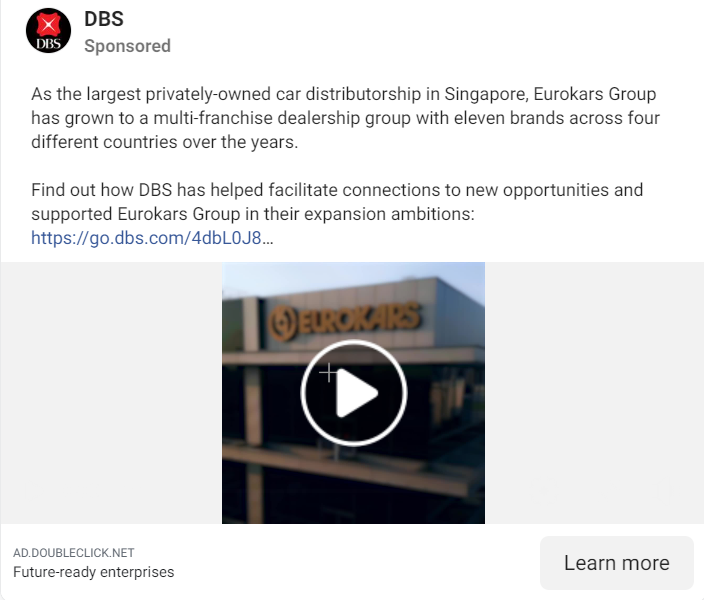 DBS
DBS
Sponsored
As the largest privately-owned car distributorship in Singapore, Eurokars Group
has grown to a multi-franchise dealership group with eleven brands across four
different countries over the years.
Find out how DBS has helped facilitate connections to new opportunities and
supported Eurokars Group in their expansion ambitions:
https://go.dbs.com/4dbL0J8...
EUROKARS
AD.DOUBLECLICK.NET
Future-ready enterprises
Learn more